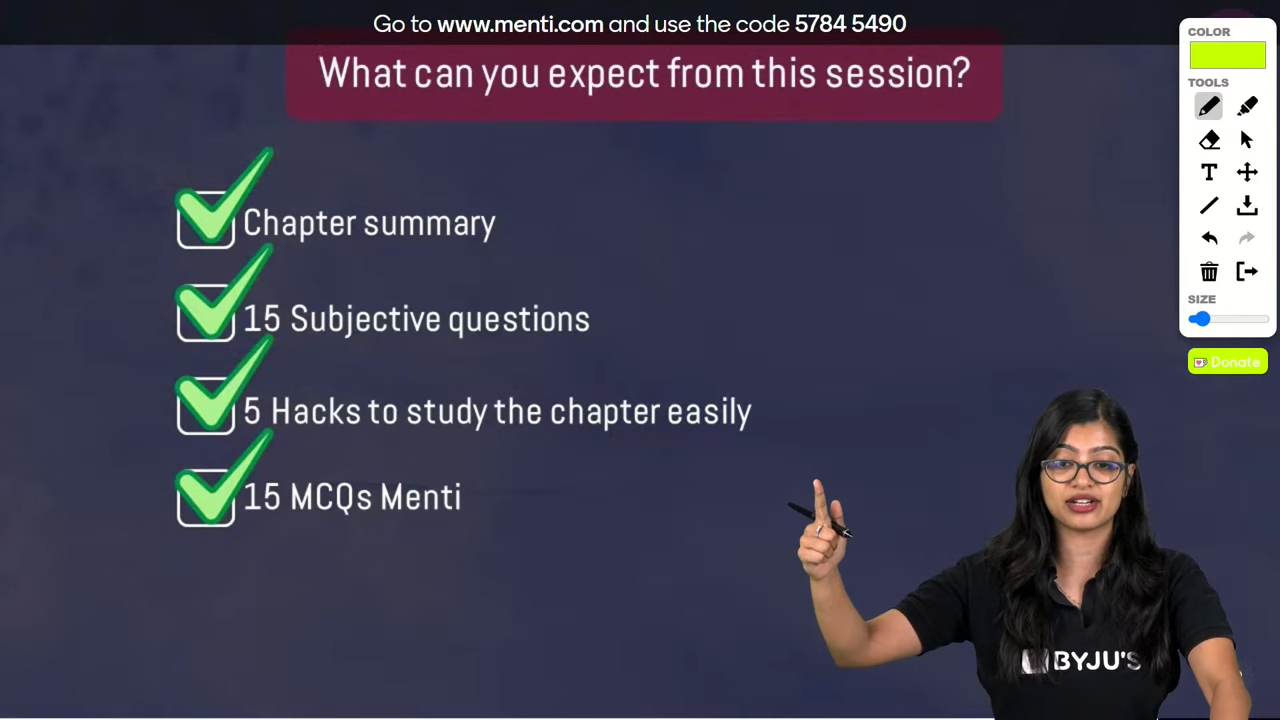 Go to www.menti.com and use the code 5784 5490
What can you expect from this session?
Chapter summary
15 Subjective questions
5 Hacks to study the chapter easily
15 MCQs Menti
COLOR
TOOLS
T
SIZE
Donate
BYJU'S